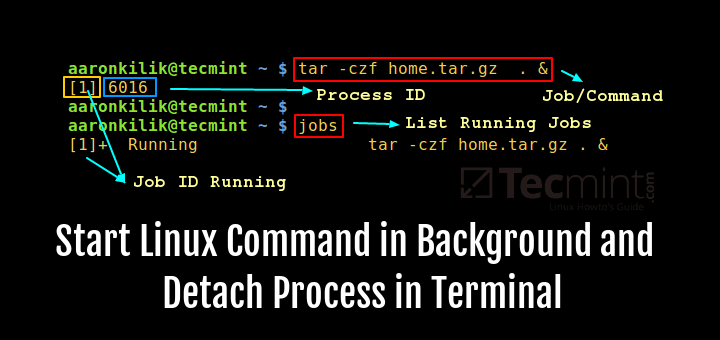 aaronkilik@tecmint ~ $ tar -czf home.tar.gz . &
[1] 6016
Process ID
Job/Command
aaronkilik@tecmint ~ $
aaronkilik@tecmint ~ $ jobs
List Running Jobs
[1]+ Running tar -czf home.tar.gz . &
Job ID Running
Tecmint.com
Linux Howto's Guide
Start Linux Command in Background and
Detach Process in Terminal